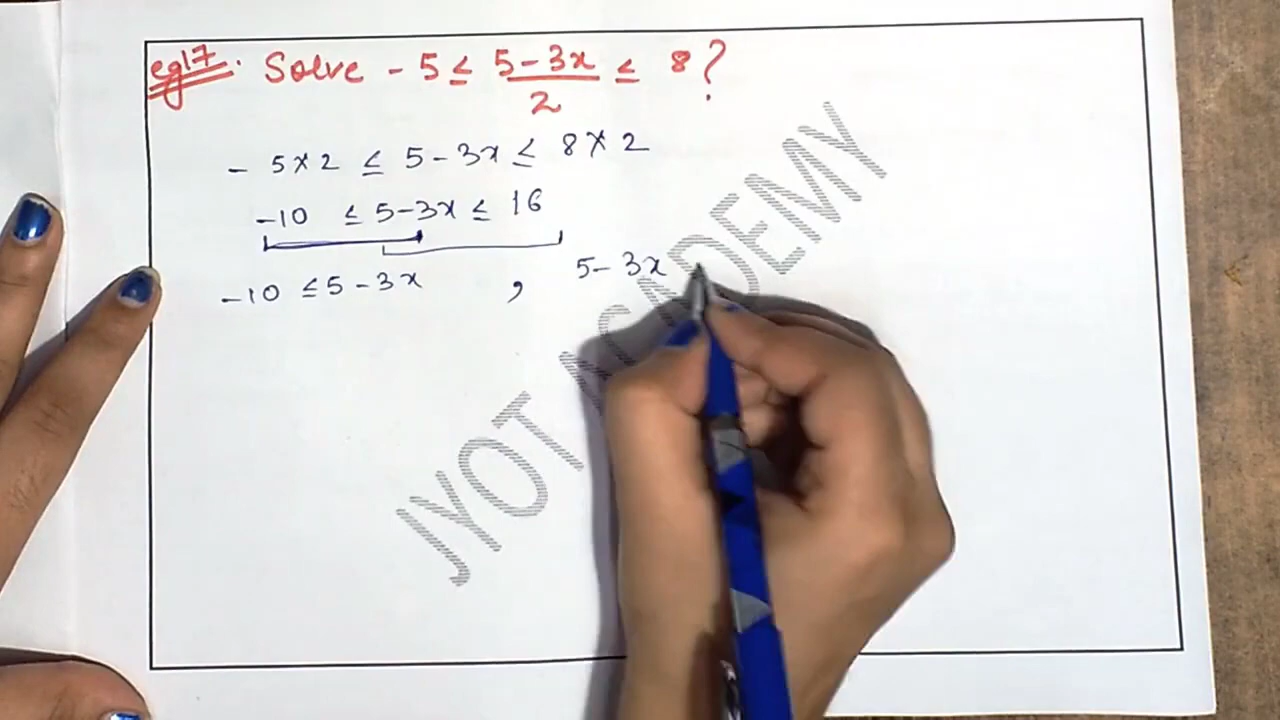 eg17. Solve - 5 ≤ (5-3x)/2 ≤ 8?
- 5×2 ≤ 5-3x ≤ 8×2
-10 ≤ 5-3x ≤ 16
-10 ≤ 5-3x , 5-3x
NOT